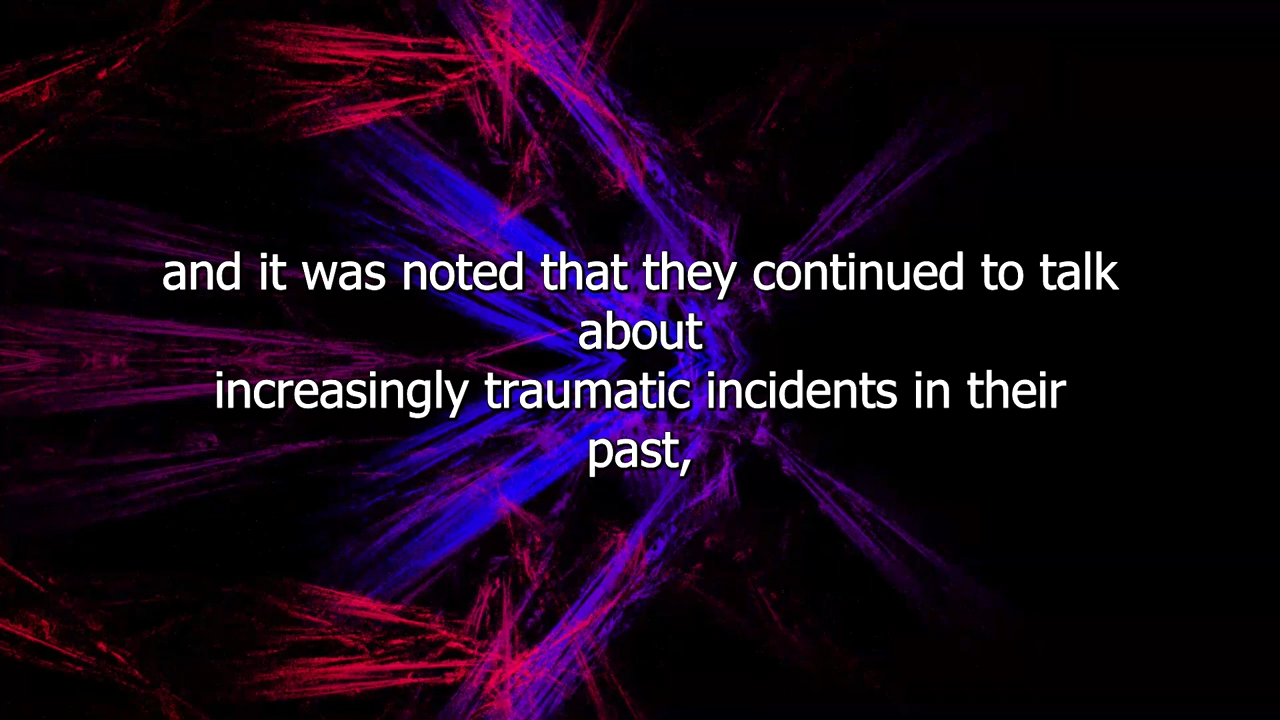 and it was noted that they continued to talk
about
increasingly traumatic incidents in their
past,